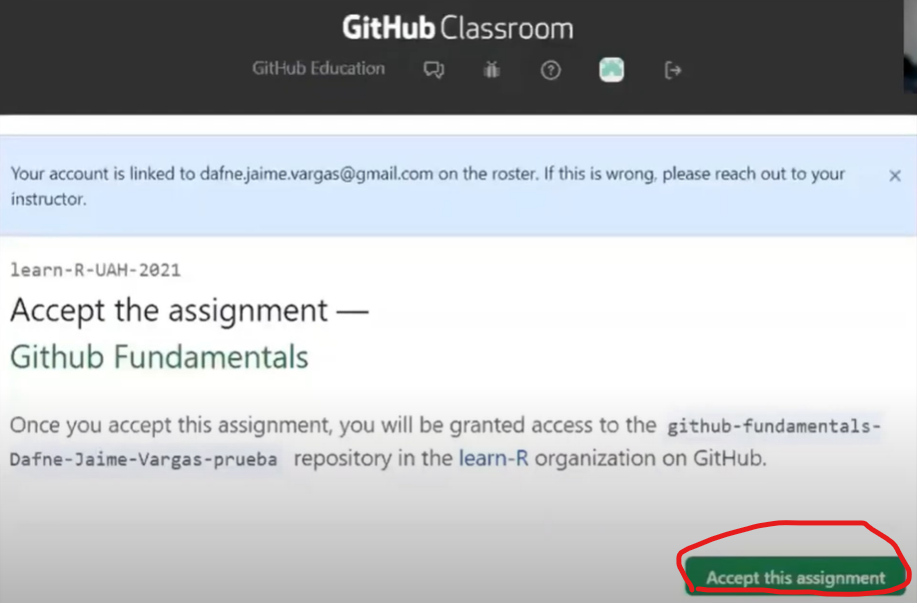 GitHub Classroom
GitHub Education
Your account is linked to dafne.jaime.vargas@gmail.com on the roster. If this is wrong, please reach out to your
instructor.
learn-R-UAH-2021
Accept the assignment —
Github Fundamentals
Once you accept this assignment, you will be granted access to the github-fundamentals-
Dafne-Jaime-Vargas-prueba repository in the learn-R organization on GitHub.
Accept this assignment